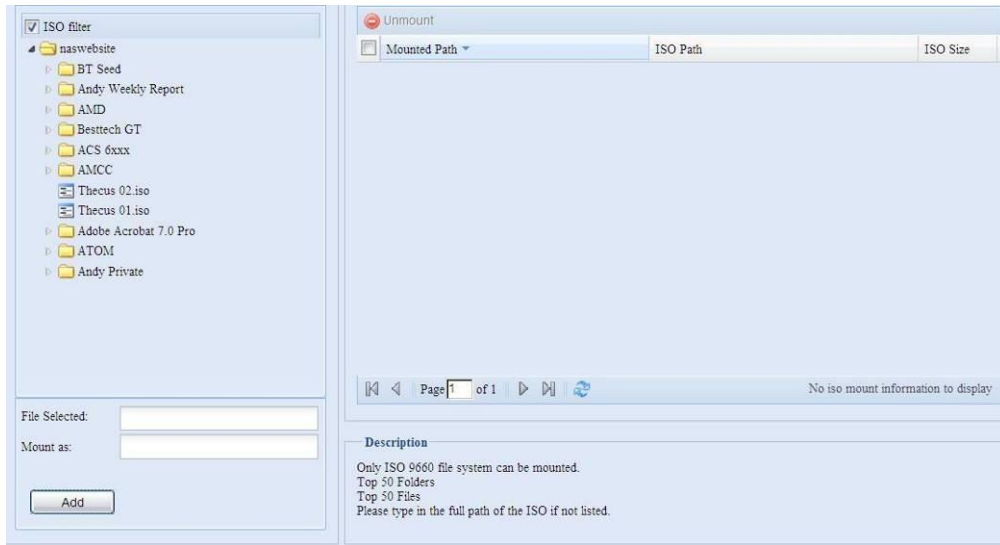 ISO filter
naswebsite
BT Seed
Andy Weekly Report
AMD
Besttech GT
ACS 6xxx
AMCC
Thecus 02.iso
Thecus 01.iso
Adobe Acrobat 7.0 Pro
ATOM
Andy Private
File Selected:
Mount as:
Add
Unmount
Mounted Path ISO Path ISO Size
Page 1 of 1 No iso mount information to display
Description
Only ISO 9660 file system can be mounted.
Top 50 Folders
Top 50 Files
Please type in the full path of the ISO if not listed.